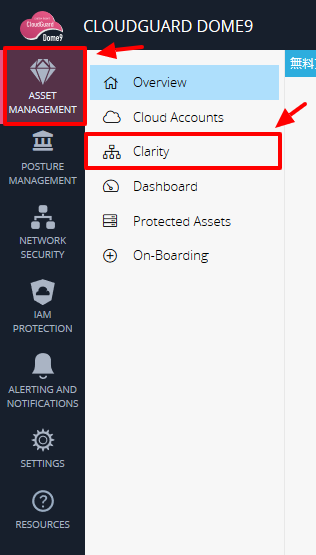 CloudGuard
Dome9
CLOUDGUARD DOME9
無料
ASSET
MANAGEMENT
POSTURE
MANAGEMENT
NETWORK
SECURITY
IAM
PROTECTION
ALERTING AND
NOTIFICATIONS
SETTINGS
RESOURCES
Overview
Cloud Accounts
Clarity
Dashboard
Protected Assets
On-Boarding